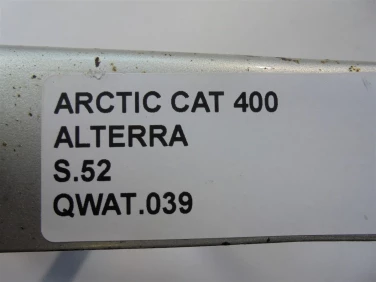 ARCTIC CAT 400
ALTERRA
S.52
QWAT.039